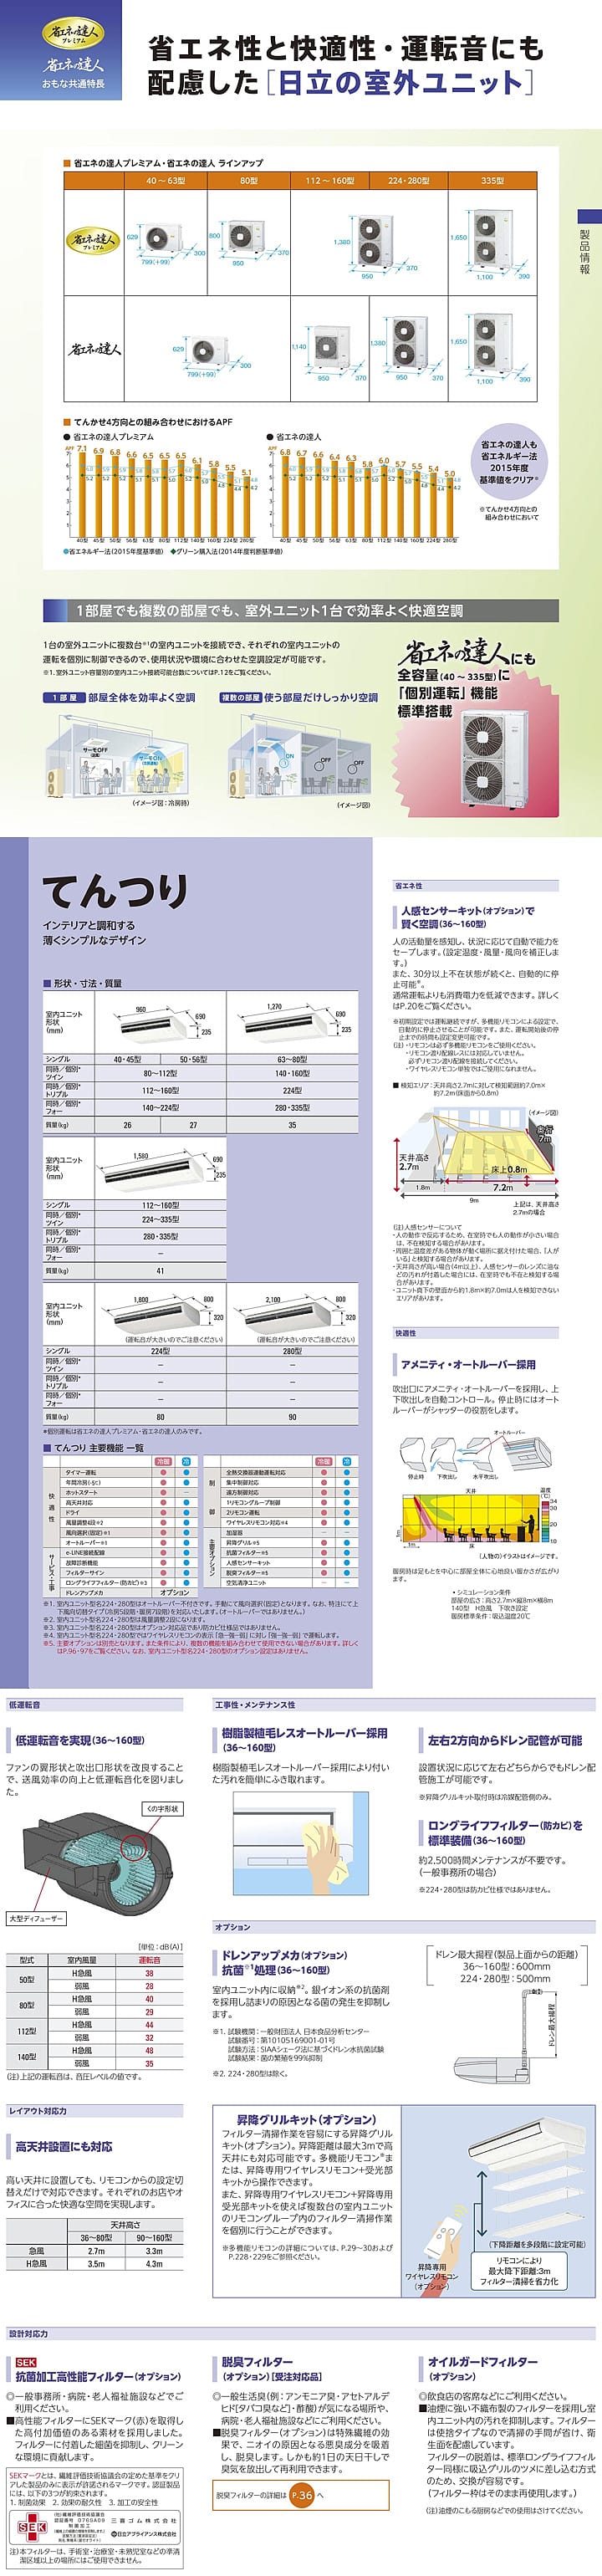 省エネの達人
プレミアム
省エネの達人
おもな共通特長
省エネ性と快適性・運転音にも
配慮した[日立の室外ユニット]
製品情報
■ 省エネの達人プレミアム・省エネの達人 ラインアップ
40～63型 80型 112～160型 224・280型 335型
省エネの達人
プレミアム
629 799(+99) 300
800 950 370
1,380 950 370
1,650 1,100 390
省エネの達人
629 799(+99) 300
1,140 950 370
1,380 950 370
1,650 1,100 390
■ てんかせ4方向との組み合わせにおけるAPF
● 省エネの達人プレミアム
APF 7.1 6.9 6.8 6.6 6.5 6.5 6.5 6.1 5.8 5.5 5.1
40型 45型 50型 56型 63型 80型 112型 140型 160型 224型 280型
● 省エネの達人
APF 6.8 6.7 6.6 6.4 6.3 5.8 6.0 5.7 5.5 5.4 5.0
40型 45型 50型 56型 63型 80型 112型 140型 160型 224型 280型
●省エネルギー法(2015年度基準値) ◆グリーン購入法(2014年度判断基準値)
省エネの達人も
省エネルギー法
2015年度
基準値をクリア※
※てんかせ4方向との
組み合わせにおいて
1部屋でも複数の部屋でも、室外ユニット1台で効率よく快適空調
1台の室外ユニットに複数台※1の室内ユニットを接続でき、それぞれの室内ユニットの
運転を個別に制御できるので、使用状況や環境に合わせた空調設定が可能です。
※1.室外ユニット容量別の室内ユニット接続可能台数についてはP.12をご覧ください。
1部屋 部屋全体を効率よく空調
サーモOFF
サーモON
(イメージ図:冷房時)
複数の部屋 使う部屋だけしっかり空調
ON
OFF
OFF
(イメージ図)
省エネの達人にも
全容量(40～335型)に
「個別運転」機能
標準搭載
てんつり
インテリアと調和する
薄くシンプルなデザイン
■ 形状・寸法・質量
室内ユニット
形状
(mm)
960 690 235
1,270 690 235
シングル 40・45型 50・56型 63～80型
同時/個別*
ツイン 80～112型 140・160型
同時/個別*
トリプル 112～160型 224型
同時/個別*
フォー 140～224型 280・335型
質量(kg) 26 27 35
室内ユニット
形状
(mm)
1,580 690 235
シングル 112～160型
同時/個別*
ツイン 224～335型
同時/個別*
トリプル 280・335型
同時/個別*
フォー －
質量(kg) 41
室内ユニット
形状
(mm)
1,800 800 320
2,100 800 320
(運転音が大きいのでご注意ください) (運転音が大きいのでご注意ください)
シングル 224型 280型
同時/個別*
ツイン － －
同時/個別*
トリプル － －
同時/個別*
フォー － －
質量(kg) 80 90
*個別運転は省エネの達人プレミアム・省エネの達人のみです。
■ てんつり 主要機能 一覧
冷暖 冷
快適性
タイマー運転 ● ●
年間冷房(-5℃) ● ●
ホットスタート ● －
高天井対応 ● ●
ドライ ● ●
風量調整4段※2 ● ●
風向選択(固定)※1 ● ●
オートルーバー※1 ● ●
サービス・工事
e-LINE接続配線 ● ●
故障診断機能 ● ●
フィルターサイン ● ●
ロングライフフィルター(防カビ)※3 ● ●
ドレンアップメカ オプション
冷暖 冷
制御
全熱交換器連動運転対応 ● ●
集中制御対応 ● ●
遠方制御対応 ● ●
1リモコングループ制御 ● ●
2リモコン運転 ● ●
ワイヤレスリモコン対応※4 ● ●
主要オプション
加湿器 － －
昇降グリル※5 ● ●
抗菌フィルター※5 ● ●
人感センサーキット ● ●
脱臭フィルター※5 ● ●
空気清浄ユニット － －
※1. 室内ユニット型名224・280型はオートルーバー不付きです。手動にて風向選択(固定)となります。なお、特注にて上
下風向切替タイプ(冷房5段階・暖房7段階)を対応いたします。(オートルーバーではありません。)
※2. 室内ユニット型名224・280型は風量調整2段になります。
※3. 室内ユニット型名224・280型はオプション対応品であり防カビ仕様品ではありません。
※4. 室内ユニット型名224・280型ではワイヤレスリモコンの表示「急―強―弱」に対し「強―強―弱」で運転します。
※5. 主要オプションは別売となります。また条件により、複数の機能を組み合わせて使用できない場合があります。詳しく
はP.96・97をご覧ください。なお、室内ユニット型名224・280型のオプション設定はありません。
省エネ性
人感センサーキット(オプション)で
賢く空調(36～160型)
人の活動量を感知し、状況に応じて自動で能力を
セーブします。(設定温度・風量・風向を補正しま
す。)
また、30分以上不在状態が続くと、自動的に停
止可能※。
通常運転よりも消費電力を低減できます。詳しく
はP.20をご覧ください。
※初期設定では運転継続ですが、多機能リモコンによる設定で、
自動的に停止させることが可能です。また、運転開始後の停
止までの時間も設定変更可能です。
(注)・リモコンは必ず多機能リモコンをご使用ください。
・リモコン渡り配線レスには対応していません。
必ずリモコン渡り配線を接続してください。
・ワイヤレスリモコン単独ではご使用になれません。
■ 検知エリア:天井高さ2.7mに対して検知範囲約7.0m×
約7.2m(床面から0.8m)
(イメージ図)
奥行
7m
天井高さ
2.7m
床上0.8m
1.8m 7.2m
9m
上記は、天井高さ
2.7mの場合
(注)人感センサーについて
・人の動作で反応するため、在室時でも人の動作が小さい場合
は、不在検知する場合があります。
・周囲と温度差がある物体が動く場所に据え付けた場合、「人が
いる」と検知する場合があります。
・天井高さが高い場合(4m以上)、人感センサーのレンズに油な
どの汚れが付着した場合には、在室時でも不在と検知する場
合があります。
・ユニット直下の壁面から約1.8m×約7.0mは人を検知できない
エリアがあります。
快適性
アメニティ・オートルーバー採用
吹出口にアメニティ・オートルーバーを採用し、上
下吹出しを自動コントロール。停止時にはオート
ルーバーがシャッターの役割をします。
オートルーバー
停止時 下吹出し 水平吹出し
天井
温度
(℃)
34
30
20
10
1m
1m 床
(人物の)イラストはイメージです。
暖房時は足もとを中心に部屋全体に心地良い暖かさが広がり
ます。
・シミュレーション条件
部屋の広さ:高さ2.7m×縦8m×横8m
140型 H急風 下吹き設定
暖房標準条件:吸込温度20℃
低運転音
低運転音を実現(36～160型)
ファンの翼形状と吹出口形状を改良すること
で、送風効率の向上と低運転音化を図りまし
た。
くの字形状
大型ディフューザー
[単位:dB(A)]
型式 室内風量 運転音
50型 H急風 38
弱風 28
80型 H急風 40
弱風 29
112型 H急風 44
弱風 32
140型 H急風 48
弱風 35
(注)上記の運転音は、音圧レベルの値です。
工事性・メンテナンス性
樹脂製植毛レスオートルーバー採用
(36～160型)
樹脂製植毛レスオートルーバー採用により付い
た汚れを簡単にふき取れます。
左右2方向からドレン配管が可能
設置状況に応じて左右どちらからでもドレン配
管施工が可能です。
※昇降グリルキット取付時は冷媒配管側のみ。
ロングライフフィルター(防カビ)を
標準装備(36～160型)
約2,500時間メンテナンスが不要です。
(一般事務所の場合)
※224・280型は防カビ仕様ではありません。
オプション
ドレンアップメカ(オプション)
抗菌※1処理(36～160型)
室内ユニット内に収納※2。銀イオン系の抗菌剤
を採用し詰まりの原因となる菌の発生を抑制し
ます。
※1. 試験機関:一般財団法人 日本食品分析センター
試験番号:第10105169001-01号
試験方法:SIAAシェーク法に基づくドレン水抗菌試験
試験結果:菌の繁殖を99%抑制
※2. 224・280型は除く。
ドレン最大揚程(製品上面からの距離)
36～160型:600mm
224・280型:500mm
ドレン最大揚程
レイアウト対応力
高天井設置にも対応
高い天井に設置しても、リモコンからの設定切
替えだけで対応できます。それぞれのお店やオ
フィスに合った快適な空間を実現します。
天井高さ
36～80型 90～160型
急風 2.7m 3.3m
H急風 3.5m 4.3m
昇降グリルキット(オプション)
フィルター清掃作業を容易にする昇降グリル
キット(オプション)。昇降距離は最大3mで高
天井にも対応可能です。多機能リモコン※ま
たは、昇降専用ワイヤレスリモコン+受光部
キットから操作できます。
また、昇降専用ワイヤレスリモコン+昇降専用
受光部キットを使えば複数台の室内ユニット
のリモコングループ内のフィルター清掃作業
を個別に行うことができます。
※多機能リモコンの詳細については、P.29～30および
P.228・229をご参照ください。
昇降専用
ワイヤレスリモコン
(オプション)
(下降距離を多段階に設定可能)
リモコンにより
最大降下距離:3m
フィルター清掃を省力化
設計対応力
SEK
抗菌加工高性能フィルター(オプション)
◎一般事務所・病院・老人福祉施設などでご
利用ください。
■高性能フィルターにSEKマーク(赤)を取得し
た高付加価値のある素材を採用しました。
フィルターに付着した細菌を抑制し、クリーン
な環境に貢献します。
SEKマークとは、繊維評価技術協議会の定めた基準をクリ
アした製品のみに表示が許諾されるマークです。認証製品
には、以下の3つが約束されます。
1. 制菌効果 2. 効果の耐久性 3. 加工の安全性
SEK
三喜ゴム株式会社
日立アプライアンス株式会社
注)本フィルターは、手術室・治療室・未熟児室などの準清
潔区域以上の場所にはご使用できません。
脱臭フィルター
(オプション)[受注対応品]
◎一般生活臭(例:アンモニア臭・アセトアルデ
ヒド[タバコ臭など]・酢酸)が気になる場所や、
病院・老人福祉施設などにご利用ください。
■脱臭フィルター(オプション)は特殊繊維の効
果で、ニオイの原因となる悪臭成分を吸着
し、脱臭します。しかも約1日の天日干しで
臭気を放出して再利用できます。
脱臭フィルターの詳細は P.36 へ
オイルガードフィルター
(オプション)
◎飲食店の客席などにご利用ください。
■油煙に強い不織布製のフィルターを採用し室
内ユニット内の汚れを抑制します。フィルター
は使捨タイプなので清掃の手間が省け、衛
生面を配慮しています。
フィルターの脱着は、標準ロングライフフィル
ター同様に吸込グリルのツメに差し込む方式
のため、交換が容易です。
(フィルター枠はそのまま再使用します。)
(注)油煙のこもる厨房などでの使用はさけてください。